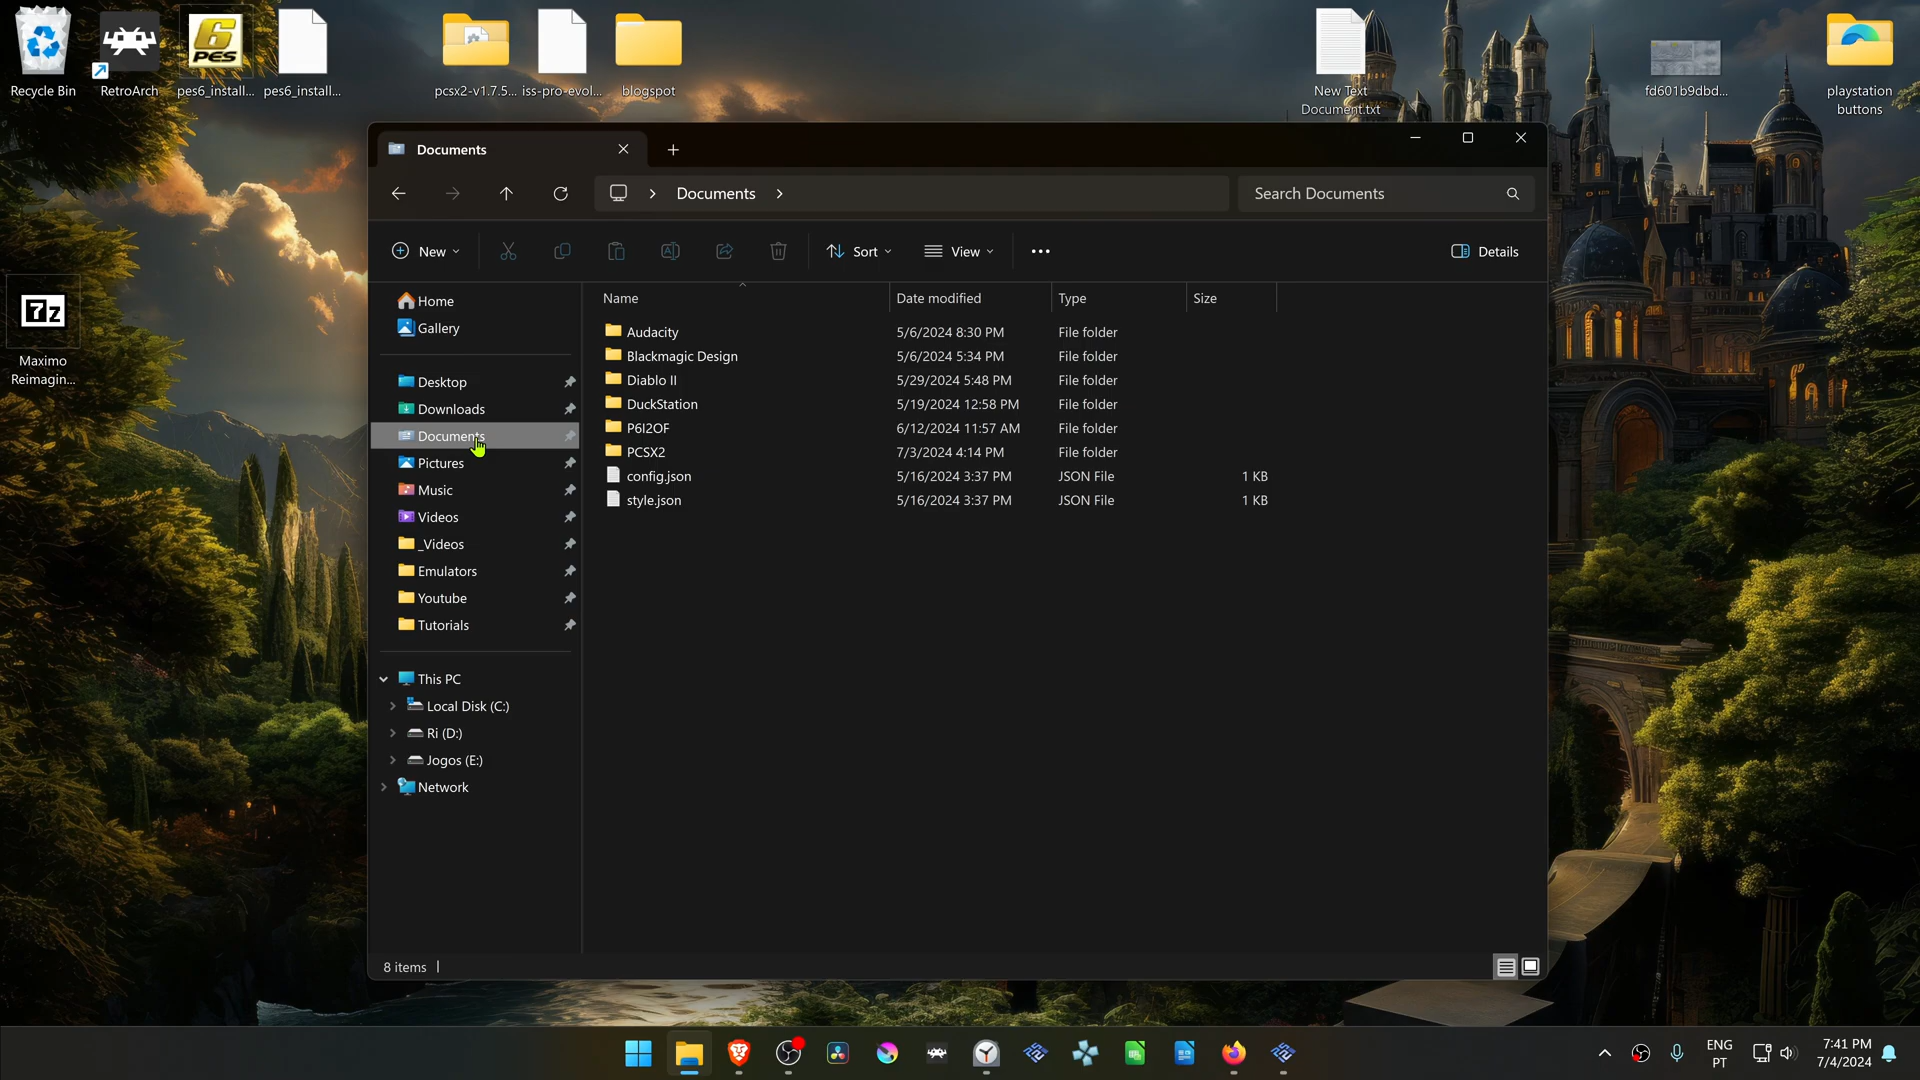 Recycle Bin
RetroArch
pes6_install...
pes6_install...
pcsx2-v1.7.5...
iss-pro-evol...
blogspot
New Text
Document.txt
fd601b9dbd...
playstation
buttons
6
PES
7z
Maximo
Reimagin...
Documents
Documents
Search Documents
New
Sort
View
Details
Home
Gallery
Desktop
Downloads
Documents
Pictures
Music
Videos
_Videos
Emulators
Youtube
Tutorials
This PC
Local Disk (C:)
Ri (D:)
Jogos (E:)
Network
Name Date modified Type Size
Audacity 5/6/2024 8:30 PM File folder
Blackmagic Design 5/6/2024 5:34 PM File folder
Diablo II 5/29/2024 5:48 PM File folder
DuckStation 5/19/2024 12:58 PM File folder
P6I2OF 6/12/2024 11:57 AM File folder
PCSX2 7/3/2024 4:14 PM File folder
config.json 5/16/2024 3:37 PM JSON File 1 KB
style.json 5/16/2024 3:37 PM JSON File 1 KB
8 items
ENG
PT
7:41 PM
7/4/2024